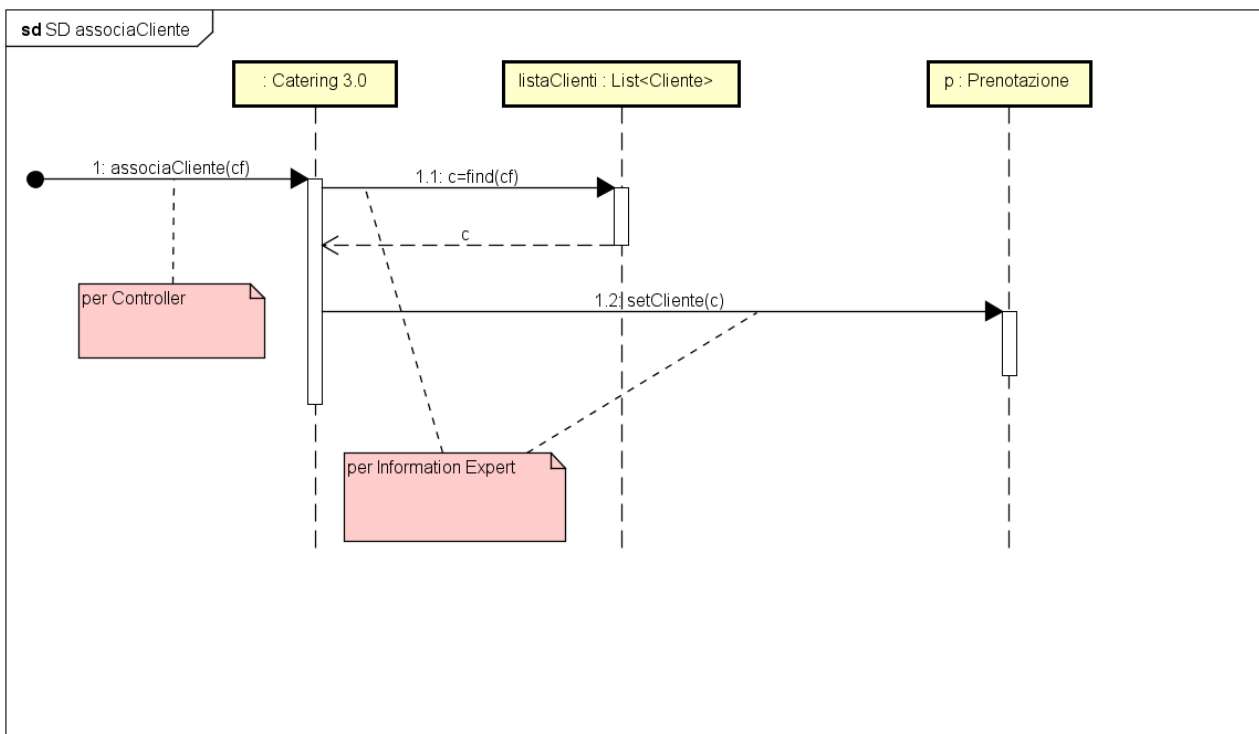 sd SD associaCliente
: Catering 3.0
listaClienti : List<Cliente>
p : Prenotazione
1: associaCliente(cf)
1.1: c=find(cf)
c
per Controller
1.2: setCliente(c)
per Information Expert